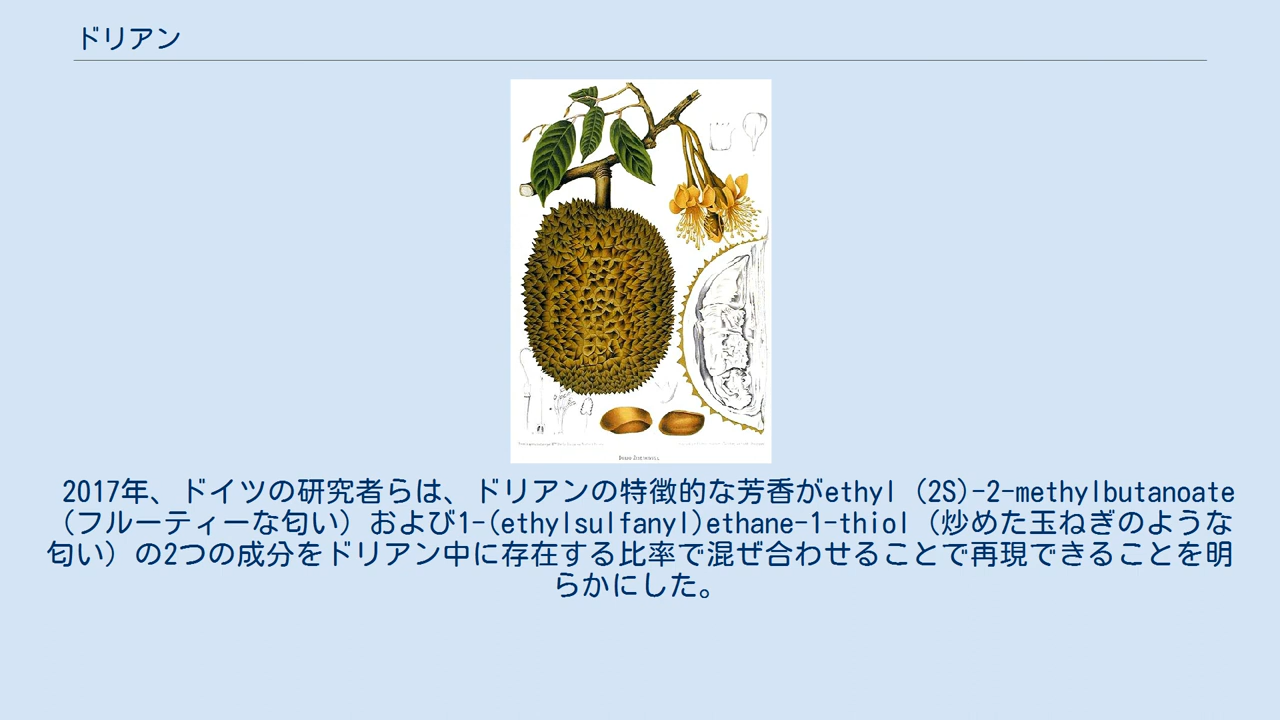 ドリアン
2017年、ドイツの研究者らは、ドリアンの特徴的な芳香がethyl (2S)-2-methylbutanoate
（フルーティーな匂い）および1-(ethylsulfanyl)ethane-1-thiol（炒めた玉ねぎのような
匂い）の2つの成分をドリアン中に存在する比率で混ぜ合わせることで再現できることを明
らかにした。